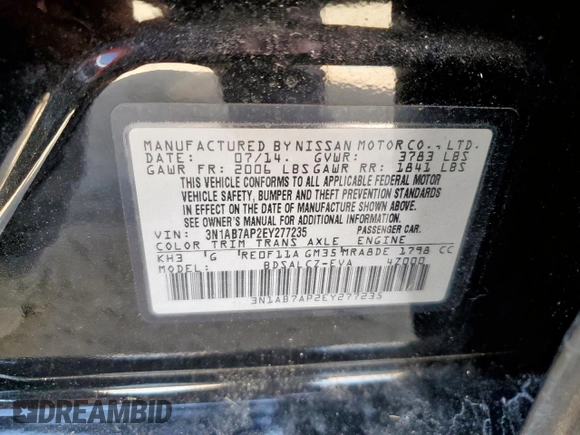 MANUFACTURED BY NISSAN MOTOR CO., LTD.
DATE: 07/14. GVWR: 3783 LBS
GAWR FR: 2006 LBS GAWR RR: 1841 LBS
THIS VEHICLE CONFORMS TO ALL APPLICABLE FEDERAL MOTOR
VEHICLE SAFETY, BUMPER AND THEFT PREVENTION STANDARDS
IN EFFECT ON THE DATE OF MANUFACTURE SHOWN ABOVE.
SEE OWNER'S MANUAL FOR ADDITIONAL INFORMATION.
VIN: 3N1AB7AP2EY277235 PASSENGER CAR.
COLOR TRIM TRANS AXLE ENGINE
KH3 G RE0F11A GM35 MRA8DE 1798 CC
MODEL: BDSALCZ-EVA 47000
3N1AB7AP2EY277235
DREAMBID